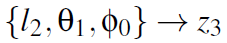 {l₂, θ₁, ϕ₀} → z₃